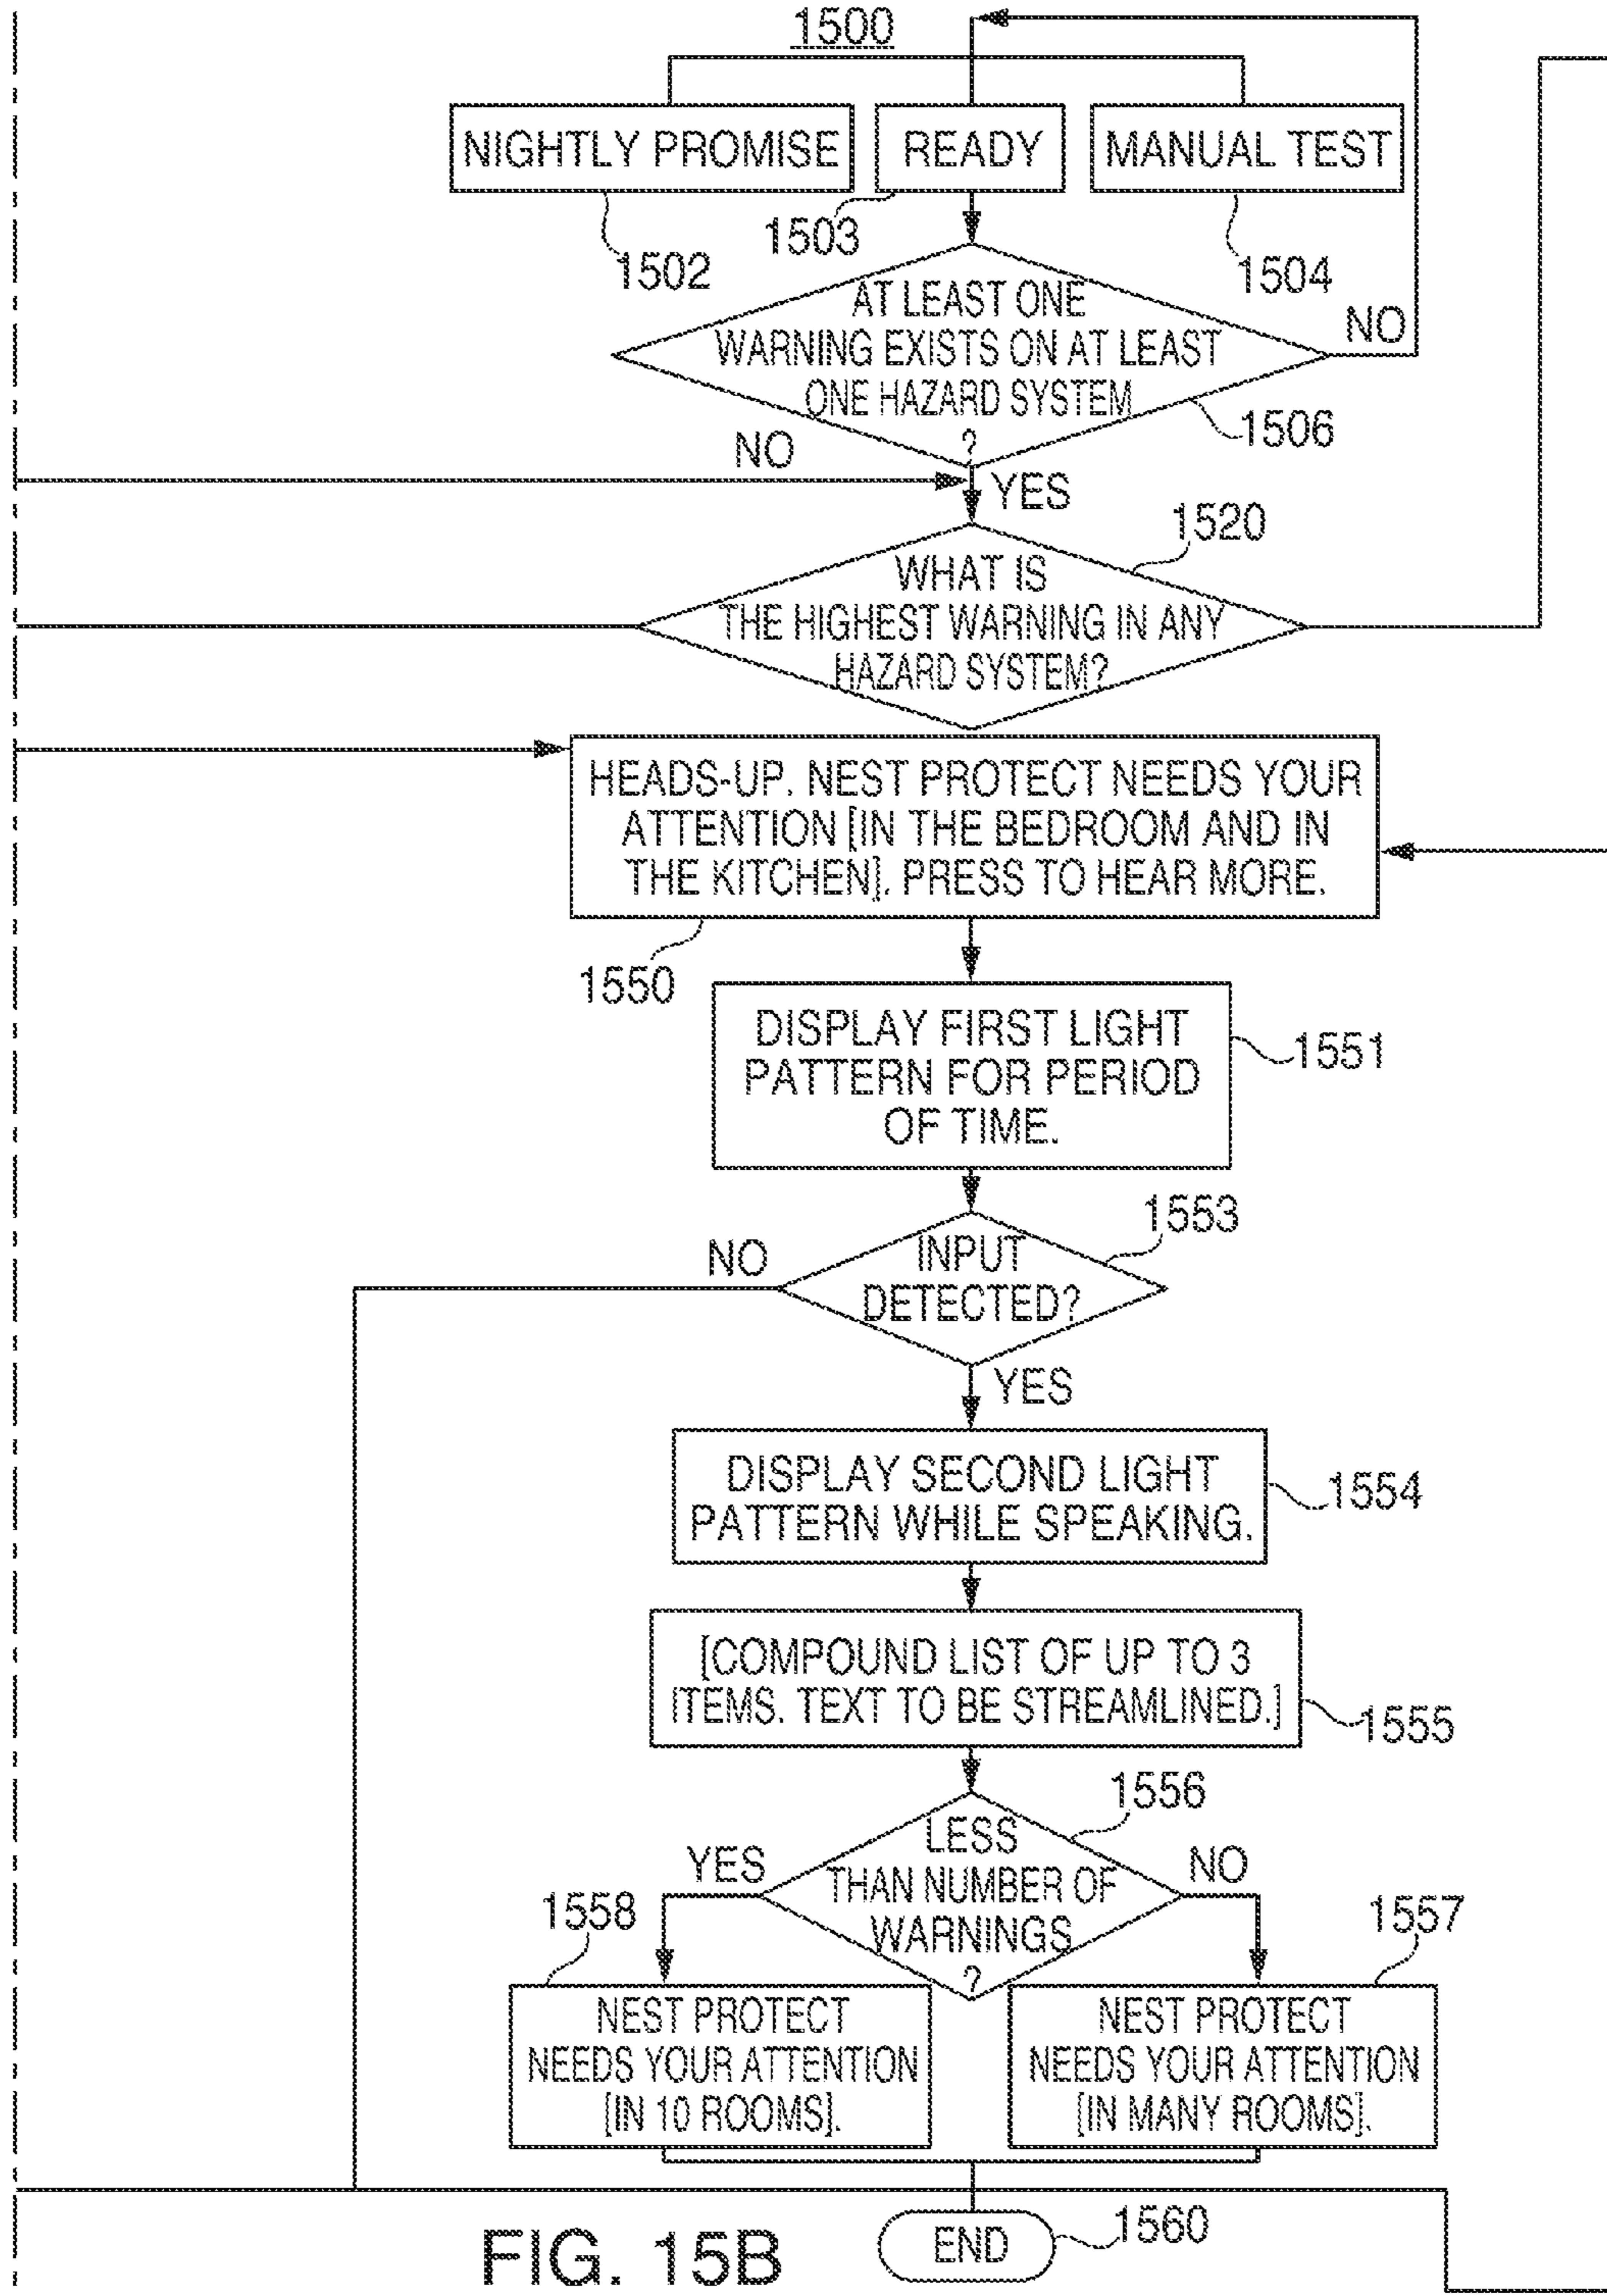 1500
NIGHTLY PROMISE
READY
MANUAL TEST
1502
1503
1504
AT LEAST ONE
WARNING EXISTS ON AT LEAST
ONE HAZARD SYSTEM
?
NO
1506
NO
YES
1520
WHAT IS
THE HIGHEST WARNING IN ANY
HAZARD SYSTEM?
HEADS-UP. NEST PROTECT NEEDS YOUR
ATTENTION [IN THE BEDROOM AND IN
THE KITCHEN]. PRESS TO HEAR MORE.
1550
DISPLAY FIRST LIGHT
PATTERN FOR PERIOD
OF TIME.
1551
1553
NO
INPUT
DETECTED?
YES
DISPLAY SECOND LIGHT
PATTERN WHILE SPEAKING.
1554
[COMPOUND LIST OF UP TO 3
ITEMS. TEXT TO BE STREAMLINED.]
1555
1556
LESS
THAN NUMBER OF
WARNINGS
?
YES
NO
1558
1557
NEST PROTECT
NEEDS YOUR ATTENTION
[IN 10 ROOMS].
NEST PROTECT
NEEDS YOUR ATTENTION
[IN MANY ROOMS].
END
1560
FIG. 15B